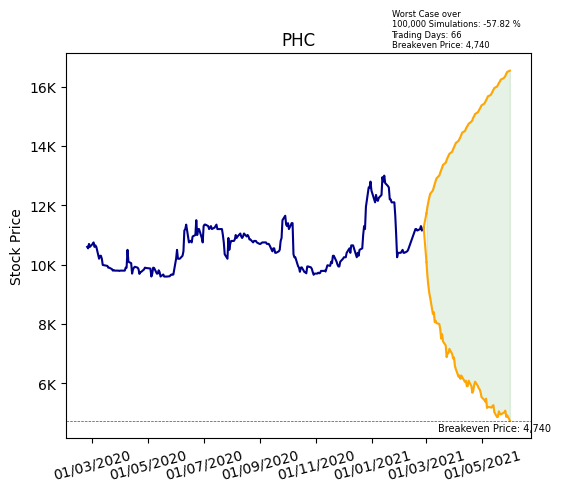 Worst Case over
100,000 Simulations: -57.82 %
Trading Days: 66
Breakeven Price: 4,740
PHC
Stock Price
16K
14K
12K
10K
8K
6K
Breakeven Price: 4,740
01/03/2020
01/05/2020
01/07/2020
01/09/2020
01/11/2020
01/01/2021
01/03/2021
01/05/2021